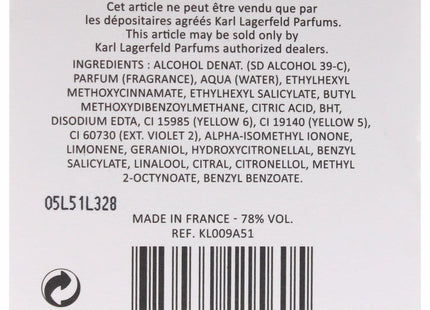 Cet article ne peut être vendu que par
les dépositaires agréés Karl Lagerfeld Parfums.
This article may be sold only by
Karl Lagerfeld Parfums authorized dealers.
INGREDIENTS : ALCOHOL DENAT. (SD ALCOHOL 39-C),
PARFUM (FRAGRANCE), AQUA (WATER), ETHYLHEXYL
METHOXYCINNAMATE, ETHYLHEXYL SALICYLATE, BUTYL
METHOXYDIBENZOYLMETHANE, CITRIC ACID, BHT,
DISODIUM EDTA, CI 15985 (YELLOW 6), CI 19140 (YELLOW 5),
CI 60730 (EXT. VIOLET 2), ALPHA-ISOMETHYL IONONE,
LIMONENE, GERANIOL, HYDROXYCITRONELLAL, BENZYL
SALICYLATE, LINALOOL, CITRAL, CITRONELLOL, METHYL
2-OCTYNOATE, BENZYL BENZOATE.
05L51L328
MADE IN FRANCE - 78% VOL.
REF. KL009A51